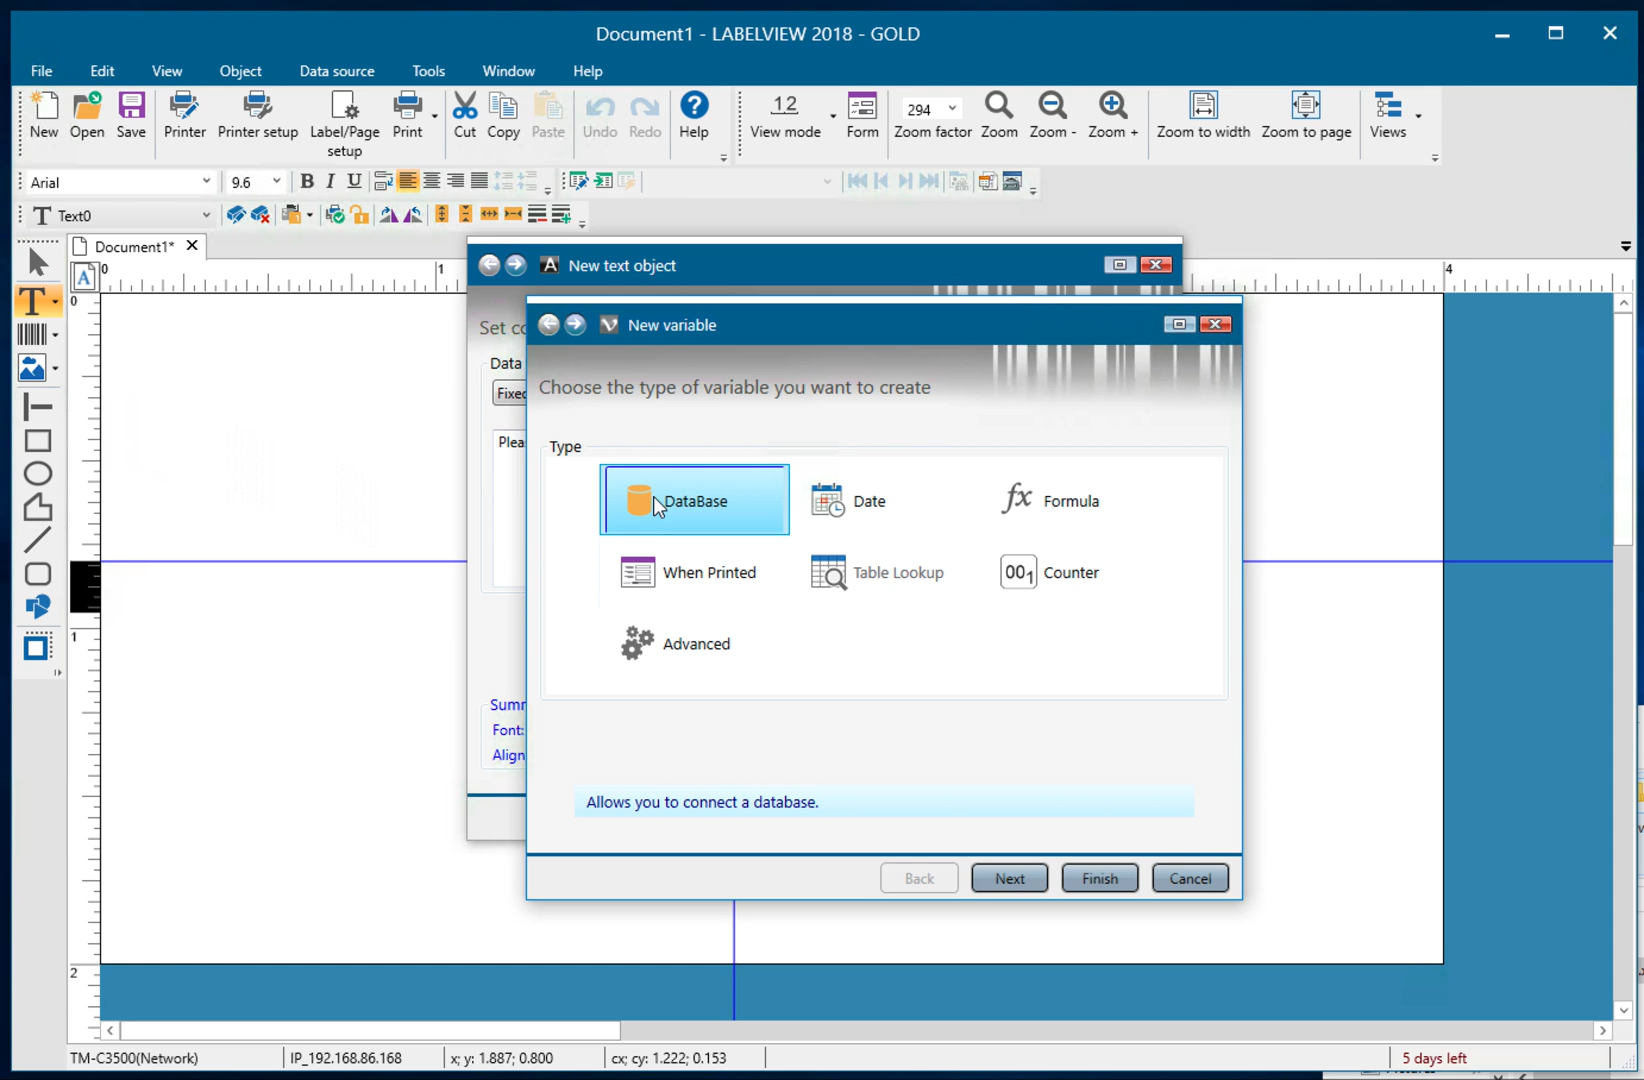 Document1 - LABELVIEW 2018 - GOLD
File Edit View Object Data source Tools Window Help
New Open Save Printer Printer setup Label/Page setup Print Cut Copy Paste Undo Redo Help 12 View mode Form 294 Zoom factor Zoom Zoom - Zoom + Zoom to width Zoom to page Views
Arial 9.6 B I U
T Text0
Document1*
0 1 4
A New text object
0
V New variable
Set co
Choose the type of variable you want to create
Data
Fixed
Type
Plea
DataBase Date fx Formula
When Printed Table Lookup 001 Counter
1
Advanced
Summ
Font:
Align
Allows you to connect a database.
Back Next Finish Cancel
2
TM-C3500(Network) IP_192.168.86.168 x; y: 1.887; 0.800 cx; cy: 1.222; 0.153 5 days left